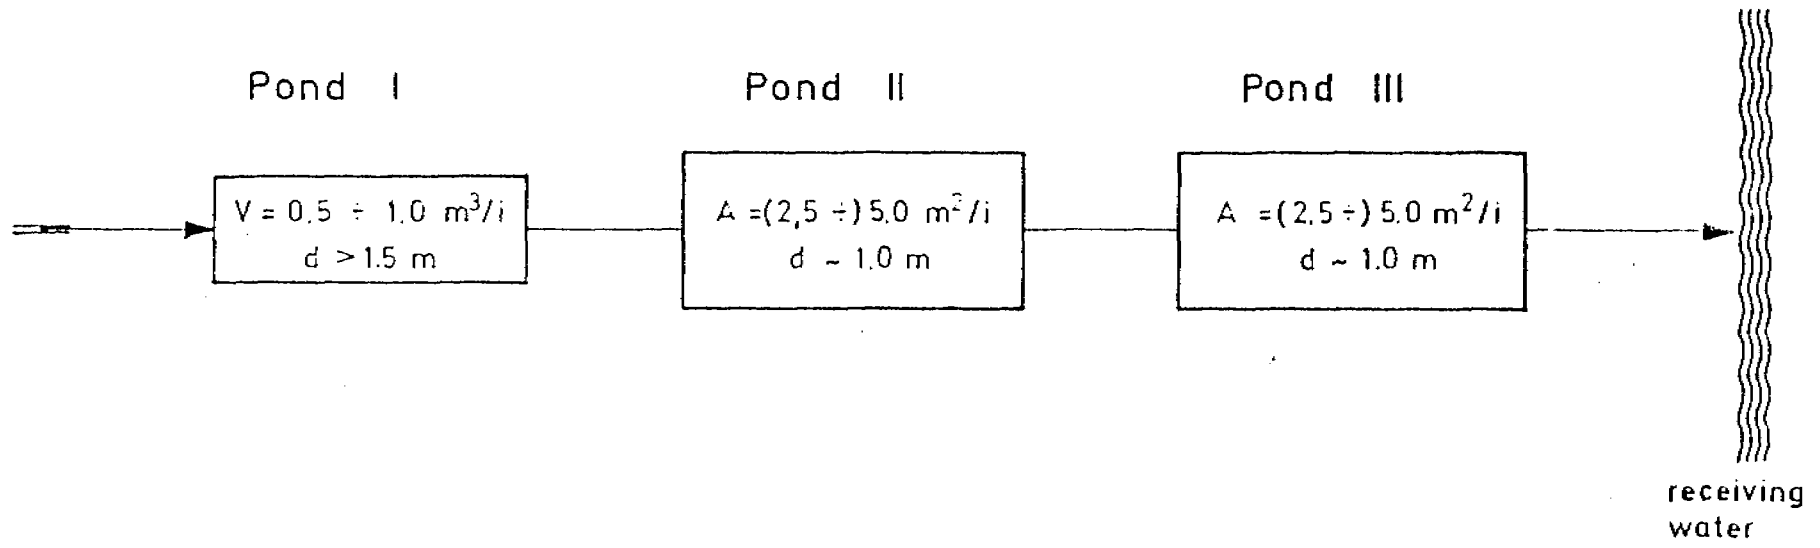 Pond I
Pond II
Pond III
V = 0.5 ÷ 1.0 m³/i
d > 1.5 m
A =(2,5 ÷) 5.0 m²/i
d ~ 1.0 m
A =(2.5 ÷) 5.0 m²/i
d ~ 1.0 m
receiving
water